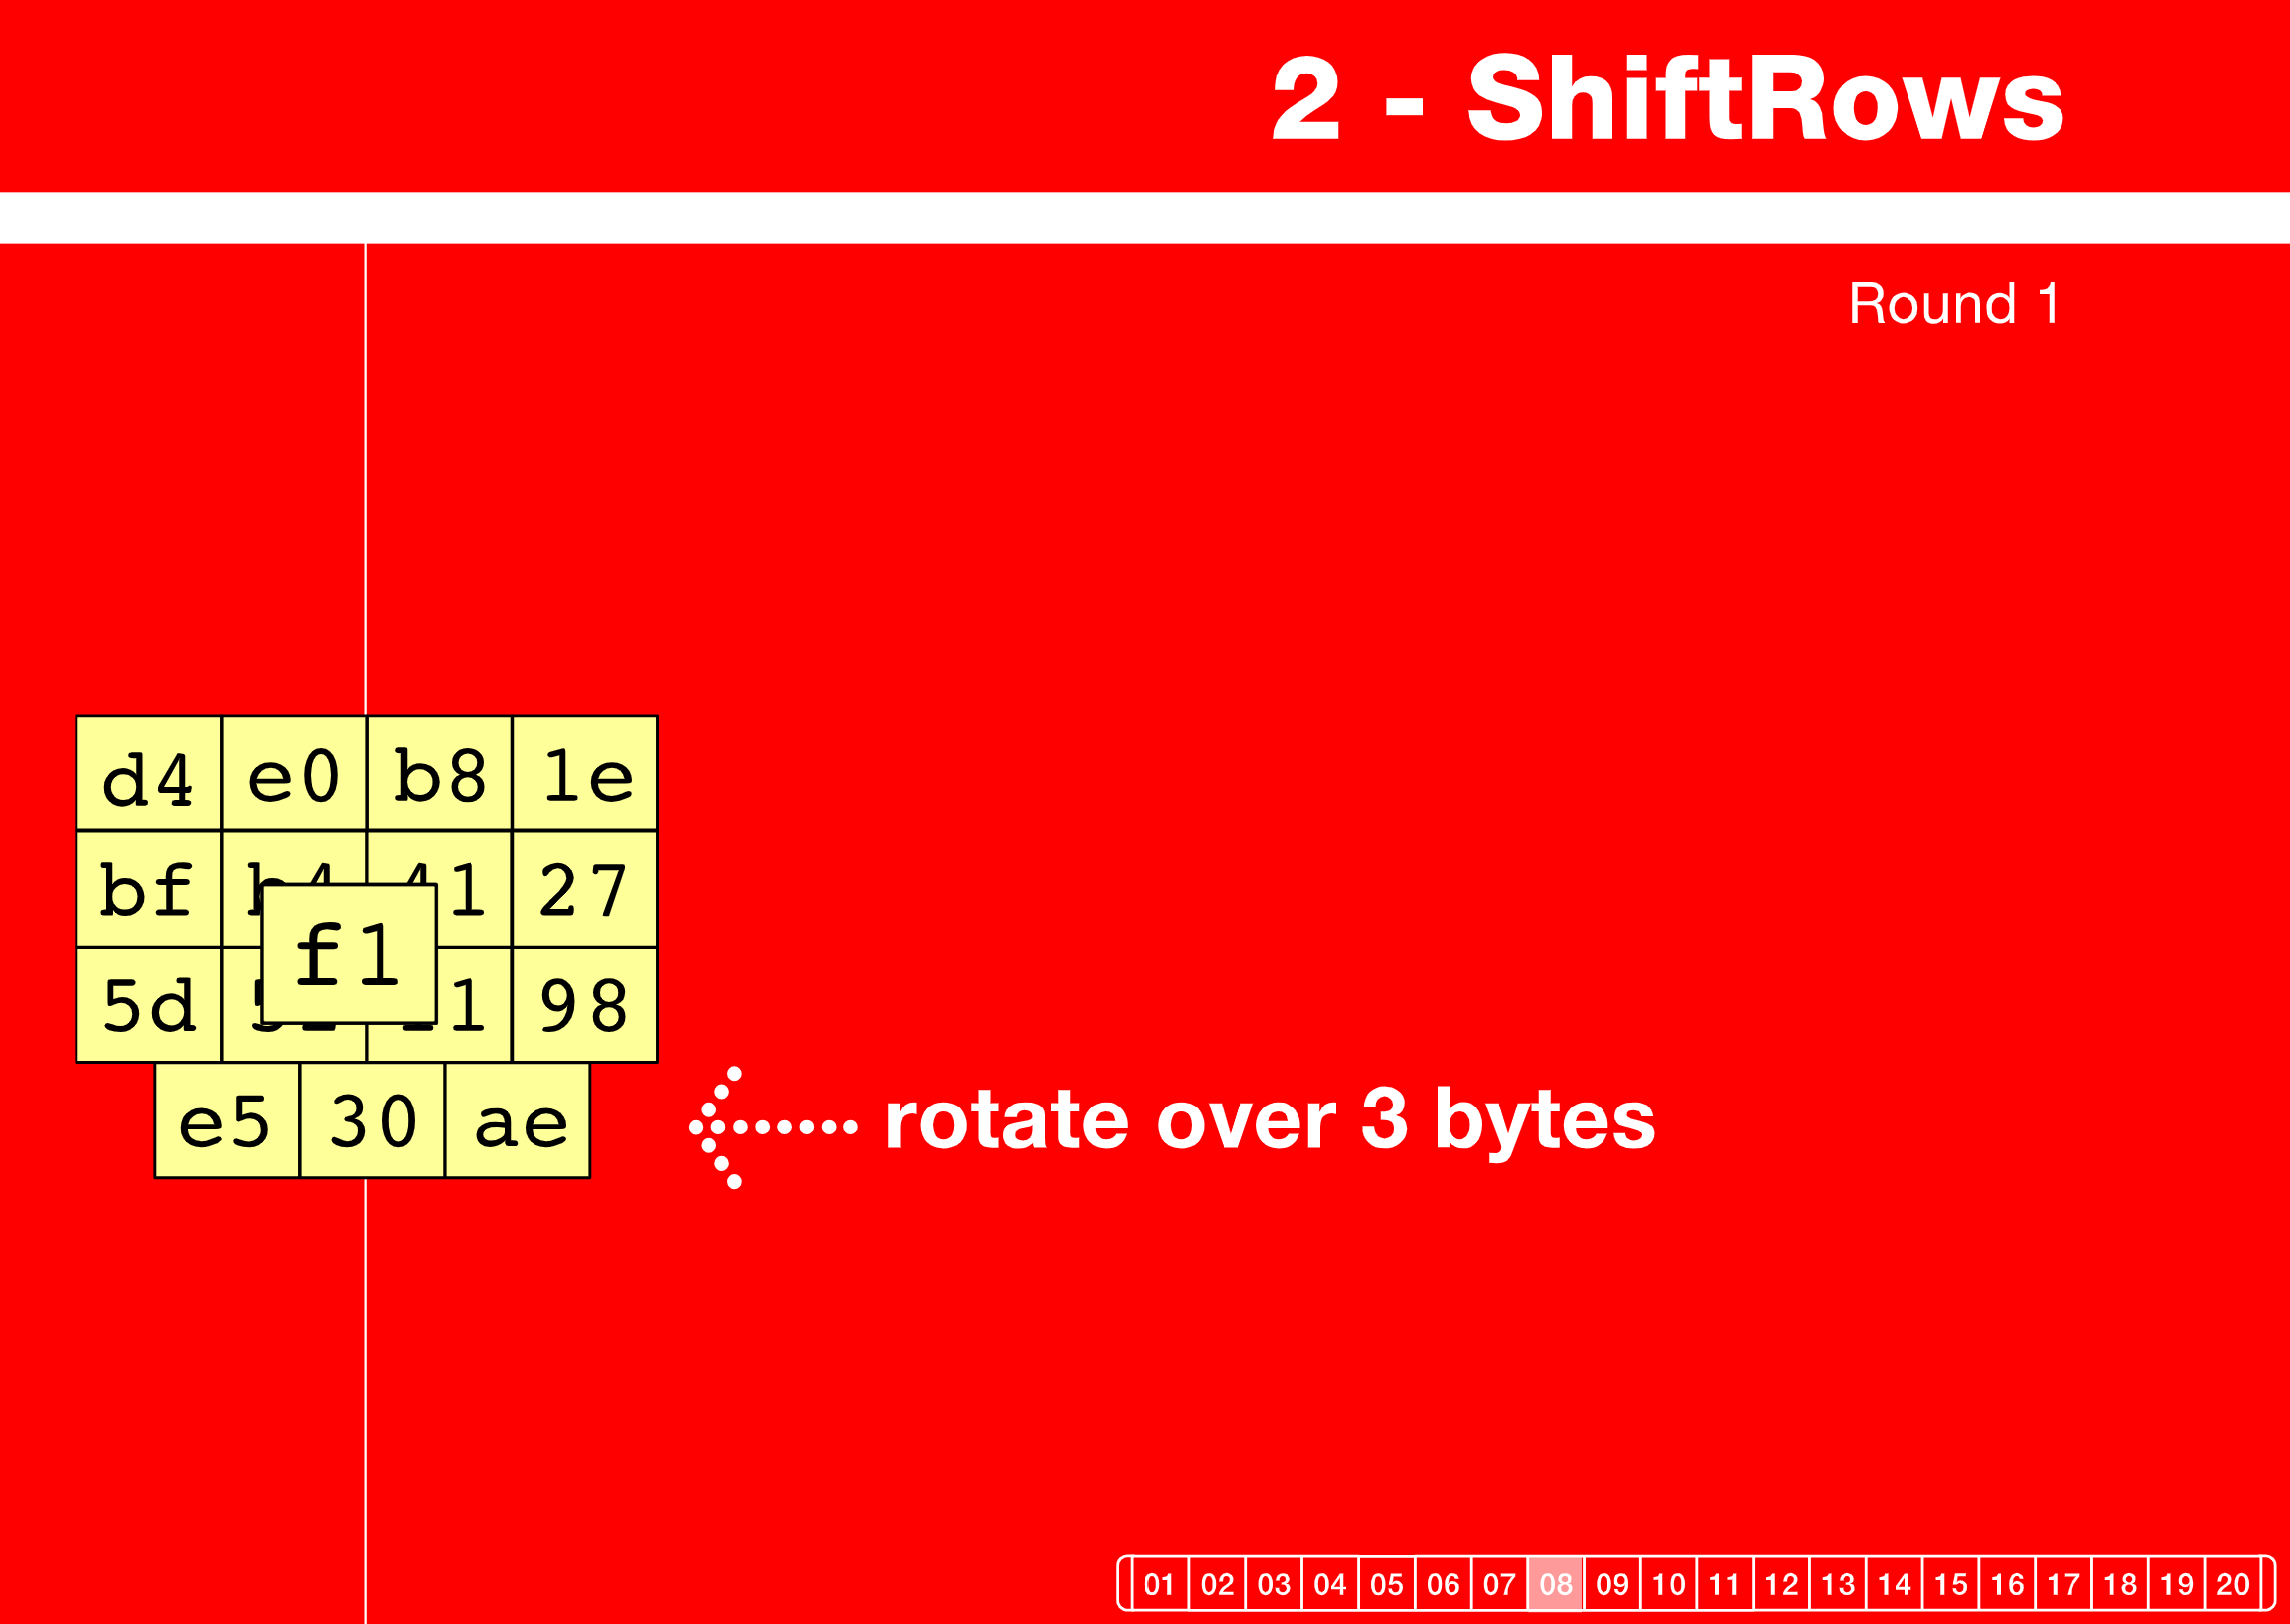 2 - ShiftRows
Round 1
d4 e0 b8 1e
bf 27
f1
5d 98
e5 30 ae
rotate over 3 bytes
01 02 03 04 05 06 07 08 09 10 11 12 13 14 15 16 17 18 19 20